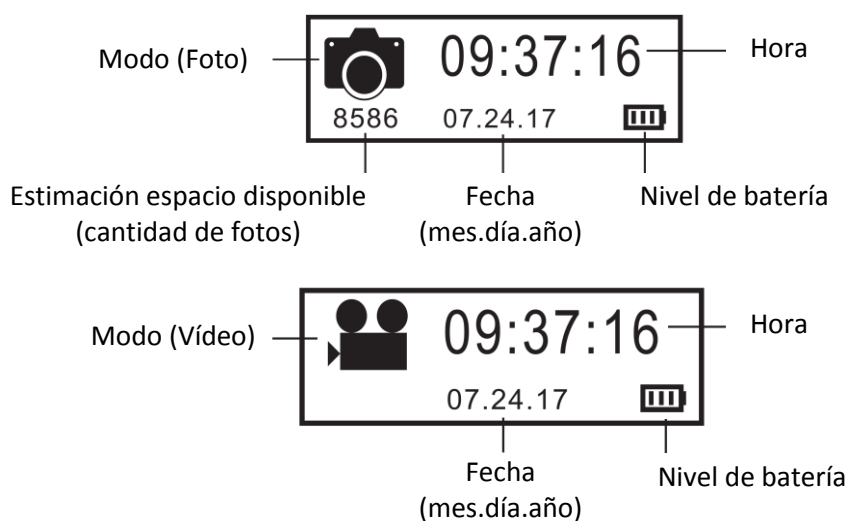 Modo (Foto)
09:37:16
Hora
8586
07.24.17
Estimación espacio disponible
(cantidad de fotos)
Fecha
(mes.día.año)
Nivel de batería
Modo (Vídeo)
09:37:16
Hora
07.24.17
Fecha
(mes.día.año)
Nivel de batería